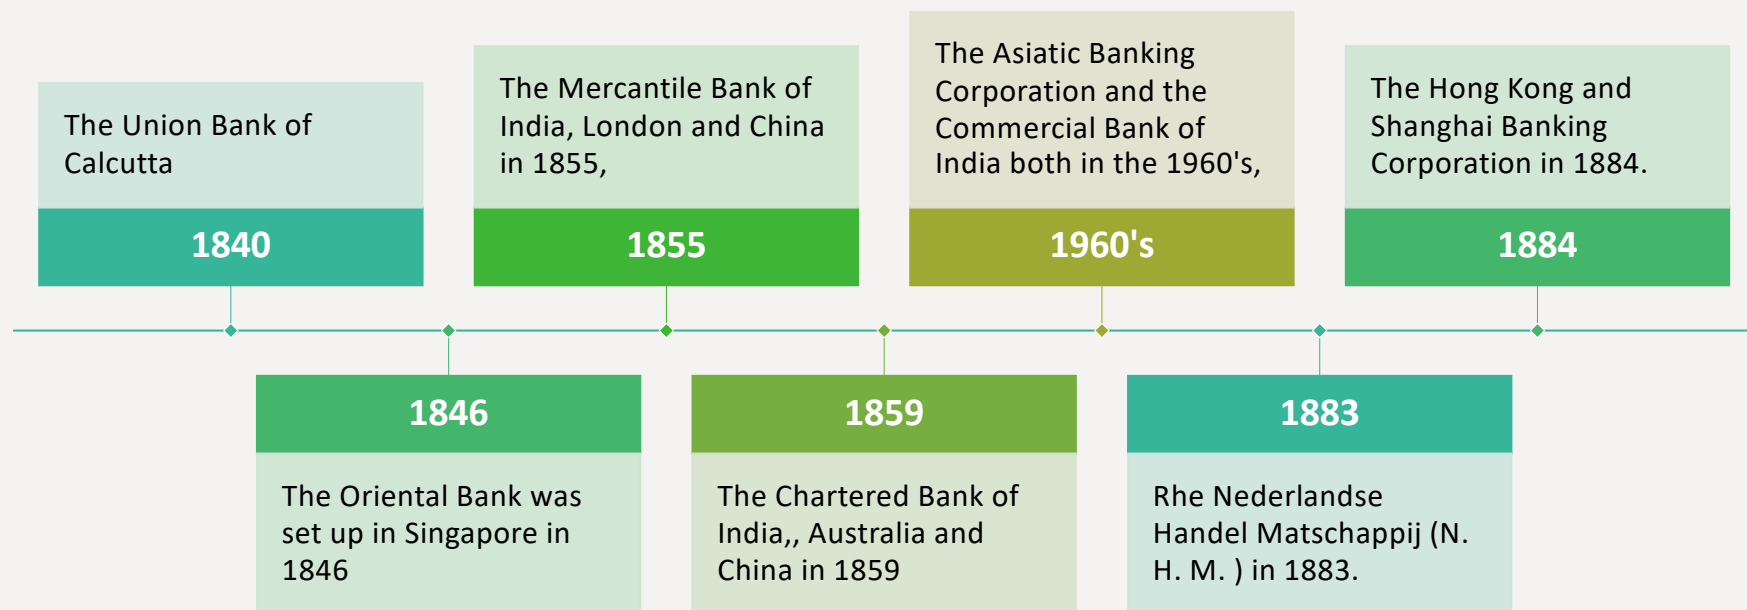 The Union Bank of
Calcutta
1840
The Oriental Bank was
set up in Singapore in
1846
1846
The Mercantile Bank of
India, London and China
in 1855,
1855
The Chartered Bank of
India,, Australia and
China in 1859
1859
The Asiatic Banking
Corporation and the
Commercial Bank of
India both in the 1960's,
1960's
Rhe Nederlandse
Handel Matschappij (N.
H. M. ) in 1883.
1883
The Hong Kong and
Shanghai Banking
Corporation in 1884.
1884